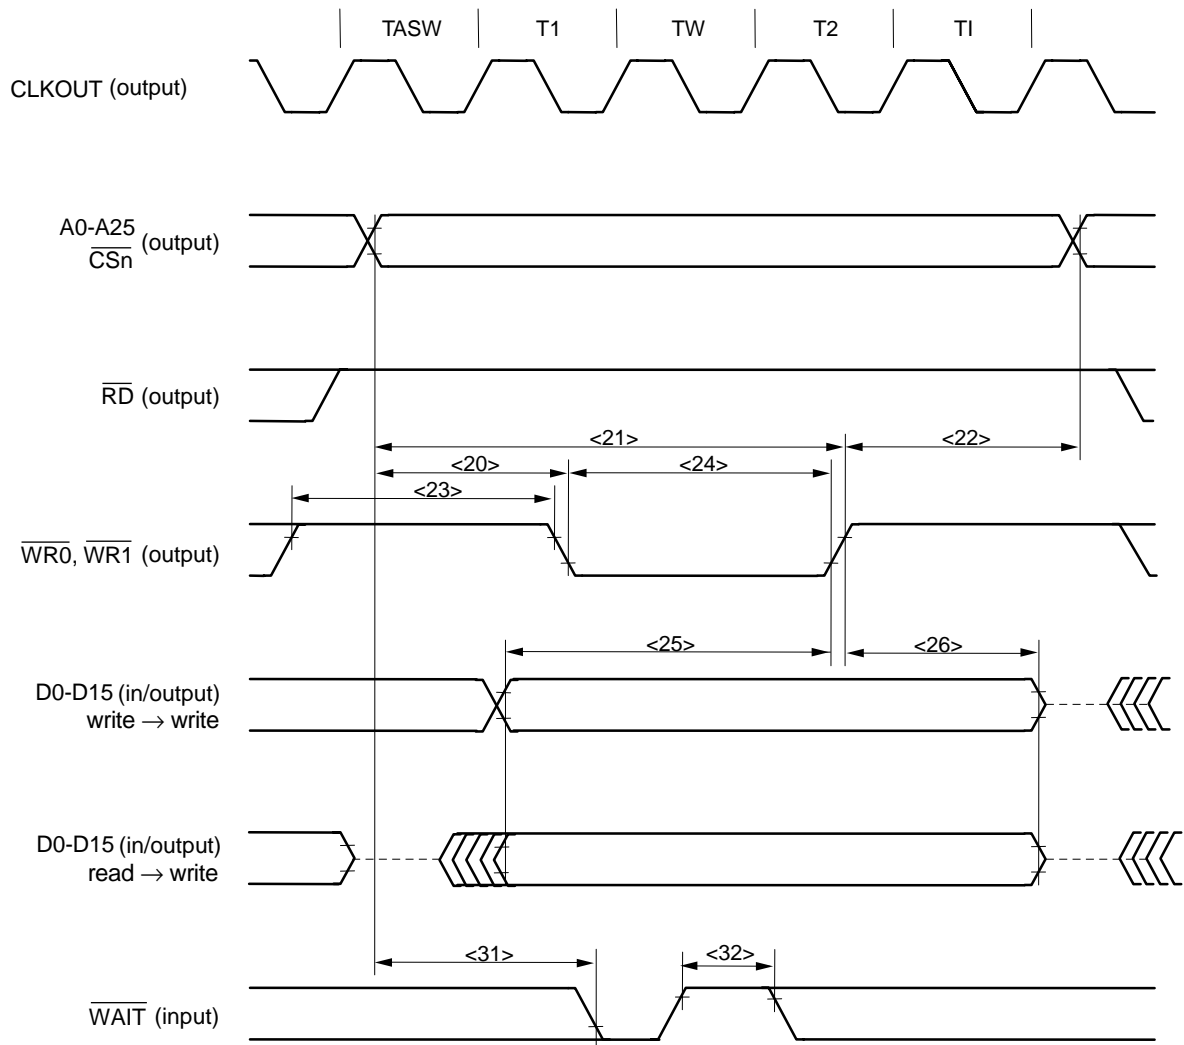 TASW T1 TW T2 TI
CLKOUT (output)
A0-A25
CSn (output)
RD (output)
<21> <22>
<20> <24>
<23>
WR0, WR1 (output)
<25> <26>
D0-D15 (in/output)
write → write
D0-D15 (in/output)
read → write
<31> <32>
WAIT (input)